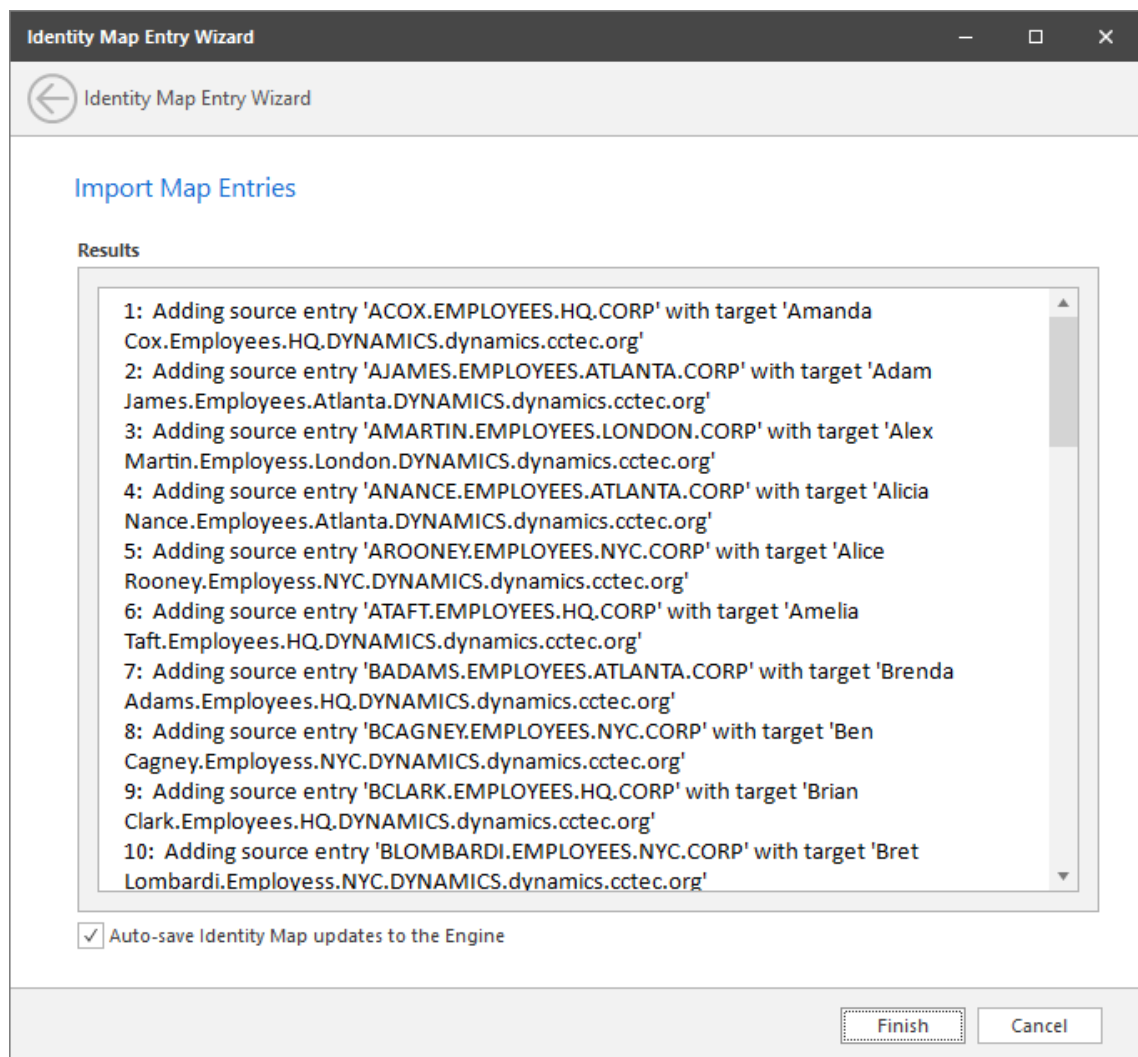 Identity Map Entry Wizard
Identity Map Entry Wizard
Import Map Entries
Results
1:  Adding source entry 'ACOX.EMPLOYEES.HQ.CORP' with target 'Amanda
Cox.Employees.HQ.DYNAMICS.dynamics.cctec.org'
2:  Adding source entry 'AJAMES.EMPLOYEES.ATLANTA.CORP' with target 'Adam
James.Employees.Atlanta.DYNAMICS.dynamics.cctec.org'
3:  Adding source entry 'AMARTIN.EMPLOYEES.LONDON.CORP' with target 'Alex
Martin.Employess.London.DYNAMICS.dynamics.cctec.org'
4:  Adding source entry 'ANANCE.EMPLOYEES.ATLANTA.CORP' with target 'Alicia
Nance.Employees.Atlanta.DYNAMICS.dynamics.cctec.org'
5:  Adding source entry 'AROONEY.EMPLOYEES.NYC.CORP' with target 'Alice
Rooney.Employess.NYC.DYNAMICS.dynamics.cctec.org'
6:  Adding source entry 'ATAFT.EMPLOYEES.HQ.CORP' with target 'Amelia
Taft.Employees.HQ.DYNAMICS.dynamics.cctec.org'
7:  Adding source entry 'BADAMS.EMPLOYEES.ATLANTA.CORP' with target 'Brenda
Adams.Employees.HQ.DYNAMICS.dynamics.cctec.org'
8:  Adding source entry 'BCAGNEY.EMPLOYEES.NYC.CORP' with target 'Ben
Cagney.Employess.NYC.DYNAMICS.dynamics.cctec.org'
9:  Adding source entry 'BCLARK.EMPLOYEES.HQ.CORP' with target 'Brian
Clark.Employees.HQ.DYNAMICS.dynamics.cctec.org'
10:  Adding source entry 'BLOMBARDI.EMPLOYEES.NYC.CORP' with target 'Bret
Lombardi.Employess.NYC.DYNAMICS.dynamics.cctec.org'
Auto-save Identity Map updates to the Engine
Finish
Cancel